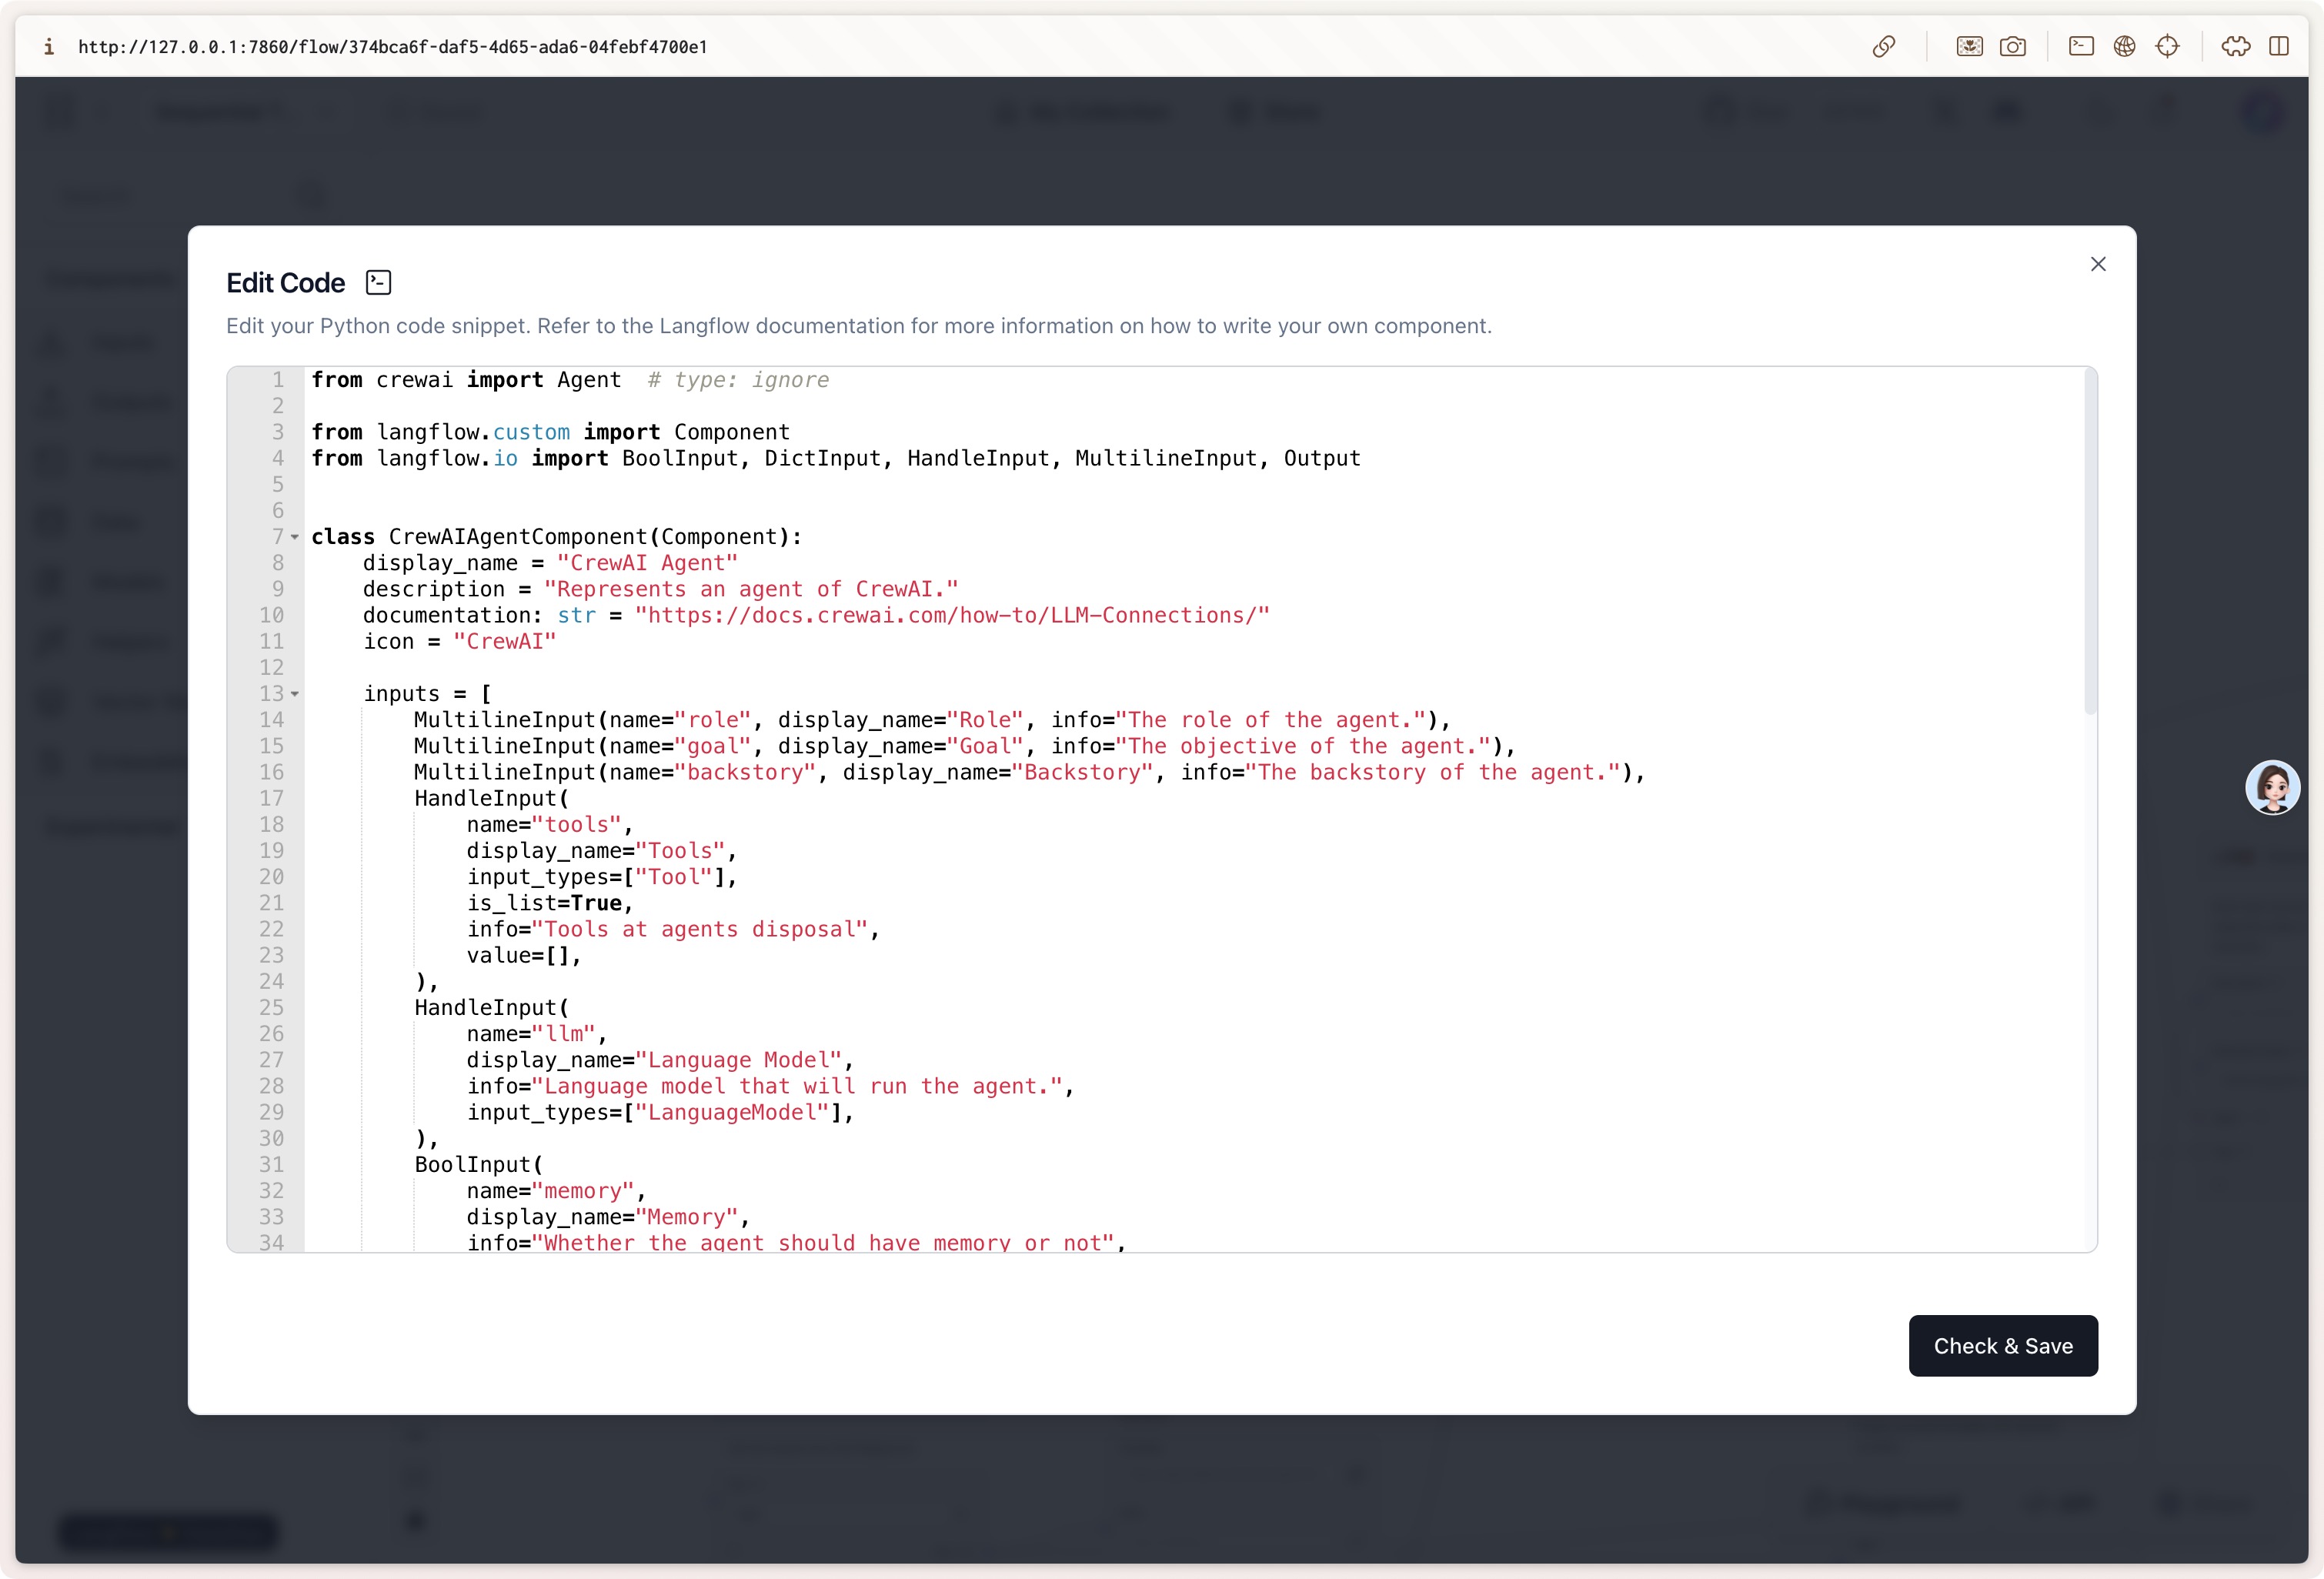 http://127.0.0.1:7860/flow/374bca6f-daf5-4d65-ada6-04febf4700e1
Edit Code
Edit your Python code snippet. Refer to the Langflow documentation for more information on how to write your own component.
1 from crewai import Agent  # type: ignore
2
3 from langflow.custom import Component
4 from langflow.io import BoolInput, DictInput, HandleInput, MultilineInput, Output
5
6
7 class CrewAIAgentComponent(Component):
8     display_name = "CrewAI Agent"
9     description = "Represents an agent of CrewAI."
10     documentation: str = "https://docs.crewai.com/how-to/LLM-Connections/"
11     icon = "CrewAI"
12
13     inputs = [
14         MultilineInput(name="role", display_name="Role", info="The role of the agent."),
15         MultilineInput(name="goal", display_name="Goal", info="The objective of the agent."),
16         MultilineInput(name="backstory", display_name="Backstory", info="The backstory of the agent."),
17         HandleInput(
18             name="tools",
19             display_name="Tools",
20             input_types=["Tool"],
21             is_list=True,
22             info="Tools at agents disposal",
23             value=[],
24         ),
25         HandleInput(
26             name="llm",
27             display_name="Language Model",
28             info="Language model that will run the agent.",
29             input_types=["LanguageModel"],
30         ),
31         BoolInput(
32             name="memory",
33             display_name="Memory",
34             info="Whether the agent should have memory or not",
Check & Save